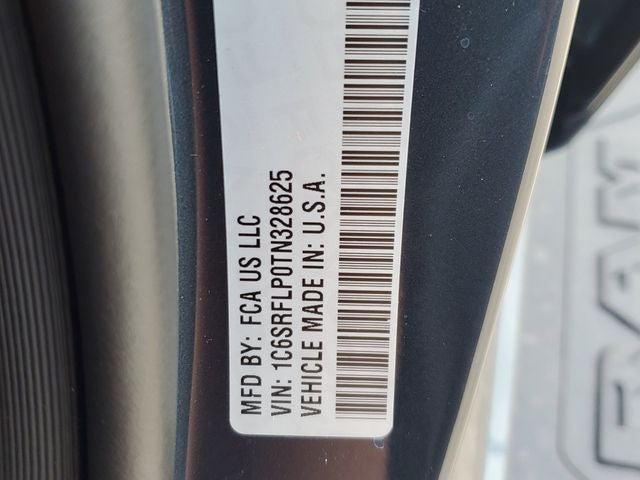 MFD BY: FCA US LLC
VIN: 1C6SRFLP0TN328625
VEHICLE MADE IN: U.S.A.
RAM